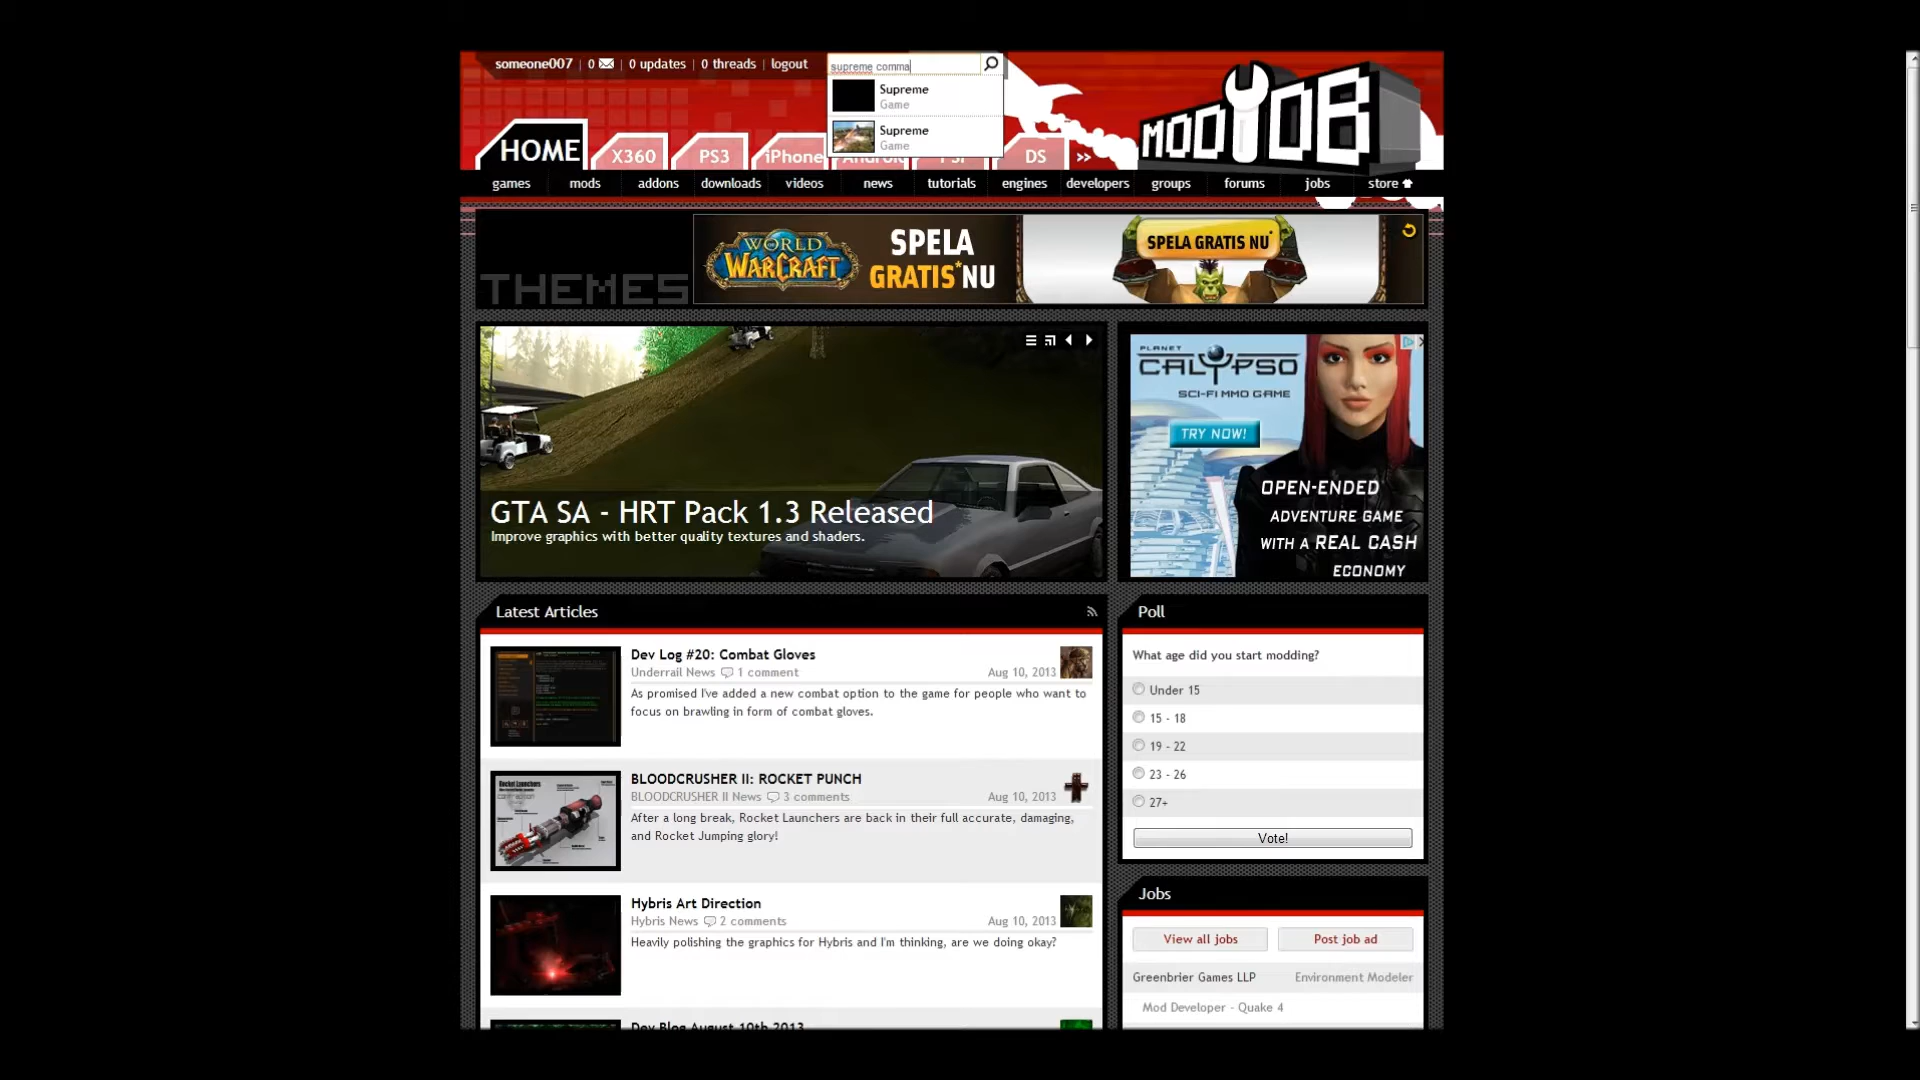 someone007 | 0 | 0 updates | 0 threads | logout
supreme comma
Supreme
Game
Supreme
Game
MOD DB
HOME X360 PS3 iPhone Android PSP DS »
games mods addons downloads videos news tutorials engines developers groups forums jobs store
THEMES
WORLD WARCRAFT
SPELA
GRATIS* NU
SPELA GRATIS NU*
GTA SA - HRT Pack 1.3 Released
Improve graphics with better quality textures and shaders.
PLANET
CALYPSO
SCI-FI MMO GAME
TRY NOW!
OPEN-ENDED
ADVENTURE GAME
WITH A REAL CASH
ECONOMY
Latest Articles
Dev Log #20: Combat Gloves
Underrail News 1 comment Aug 10, 2013
As promised I've added a new combat option to the game for people who want to
focus on brawling in form of combat gloves.
BLOODCRUSHER II: ROCKET PUNCH
BLOODCRUSHER II News 3 comments Aug 10, 2013
After a long break, Rocket Launchers are back in their full accurate, damaging,
and Rocket Jumping glory!
Rocket Launchers
Hybris Art Direction
Hybris News 2 comments Aug 10, 2013
Heavily polishing the graphics for Hybris and I'm thinking, are we doing okay?
Dev Blog August 10th 2013
Poll
What age did you start modding?
Under 15
15 - 18
19 - 22
23 - 26
27+
Vote!
Jobs
View all jobs Post job ad
Greenbrier Games LLP Environment Modeler
Mod Developer - Quake 4